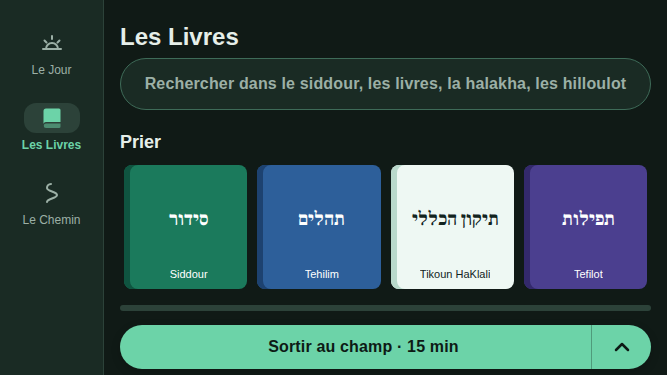 Le Jour
Les Livres
Le Chemin
Les Livres
Rechercher dans le siddour, les livres, la halakha, les hilloulot
Prier
סידור
Siddour
תהלים
Tehilim
תיקון הכללי
Tikoun HaKlali
תפילות
Tefilot
Sortir au champ · 15 min